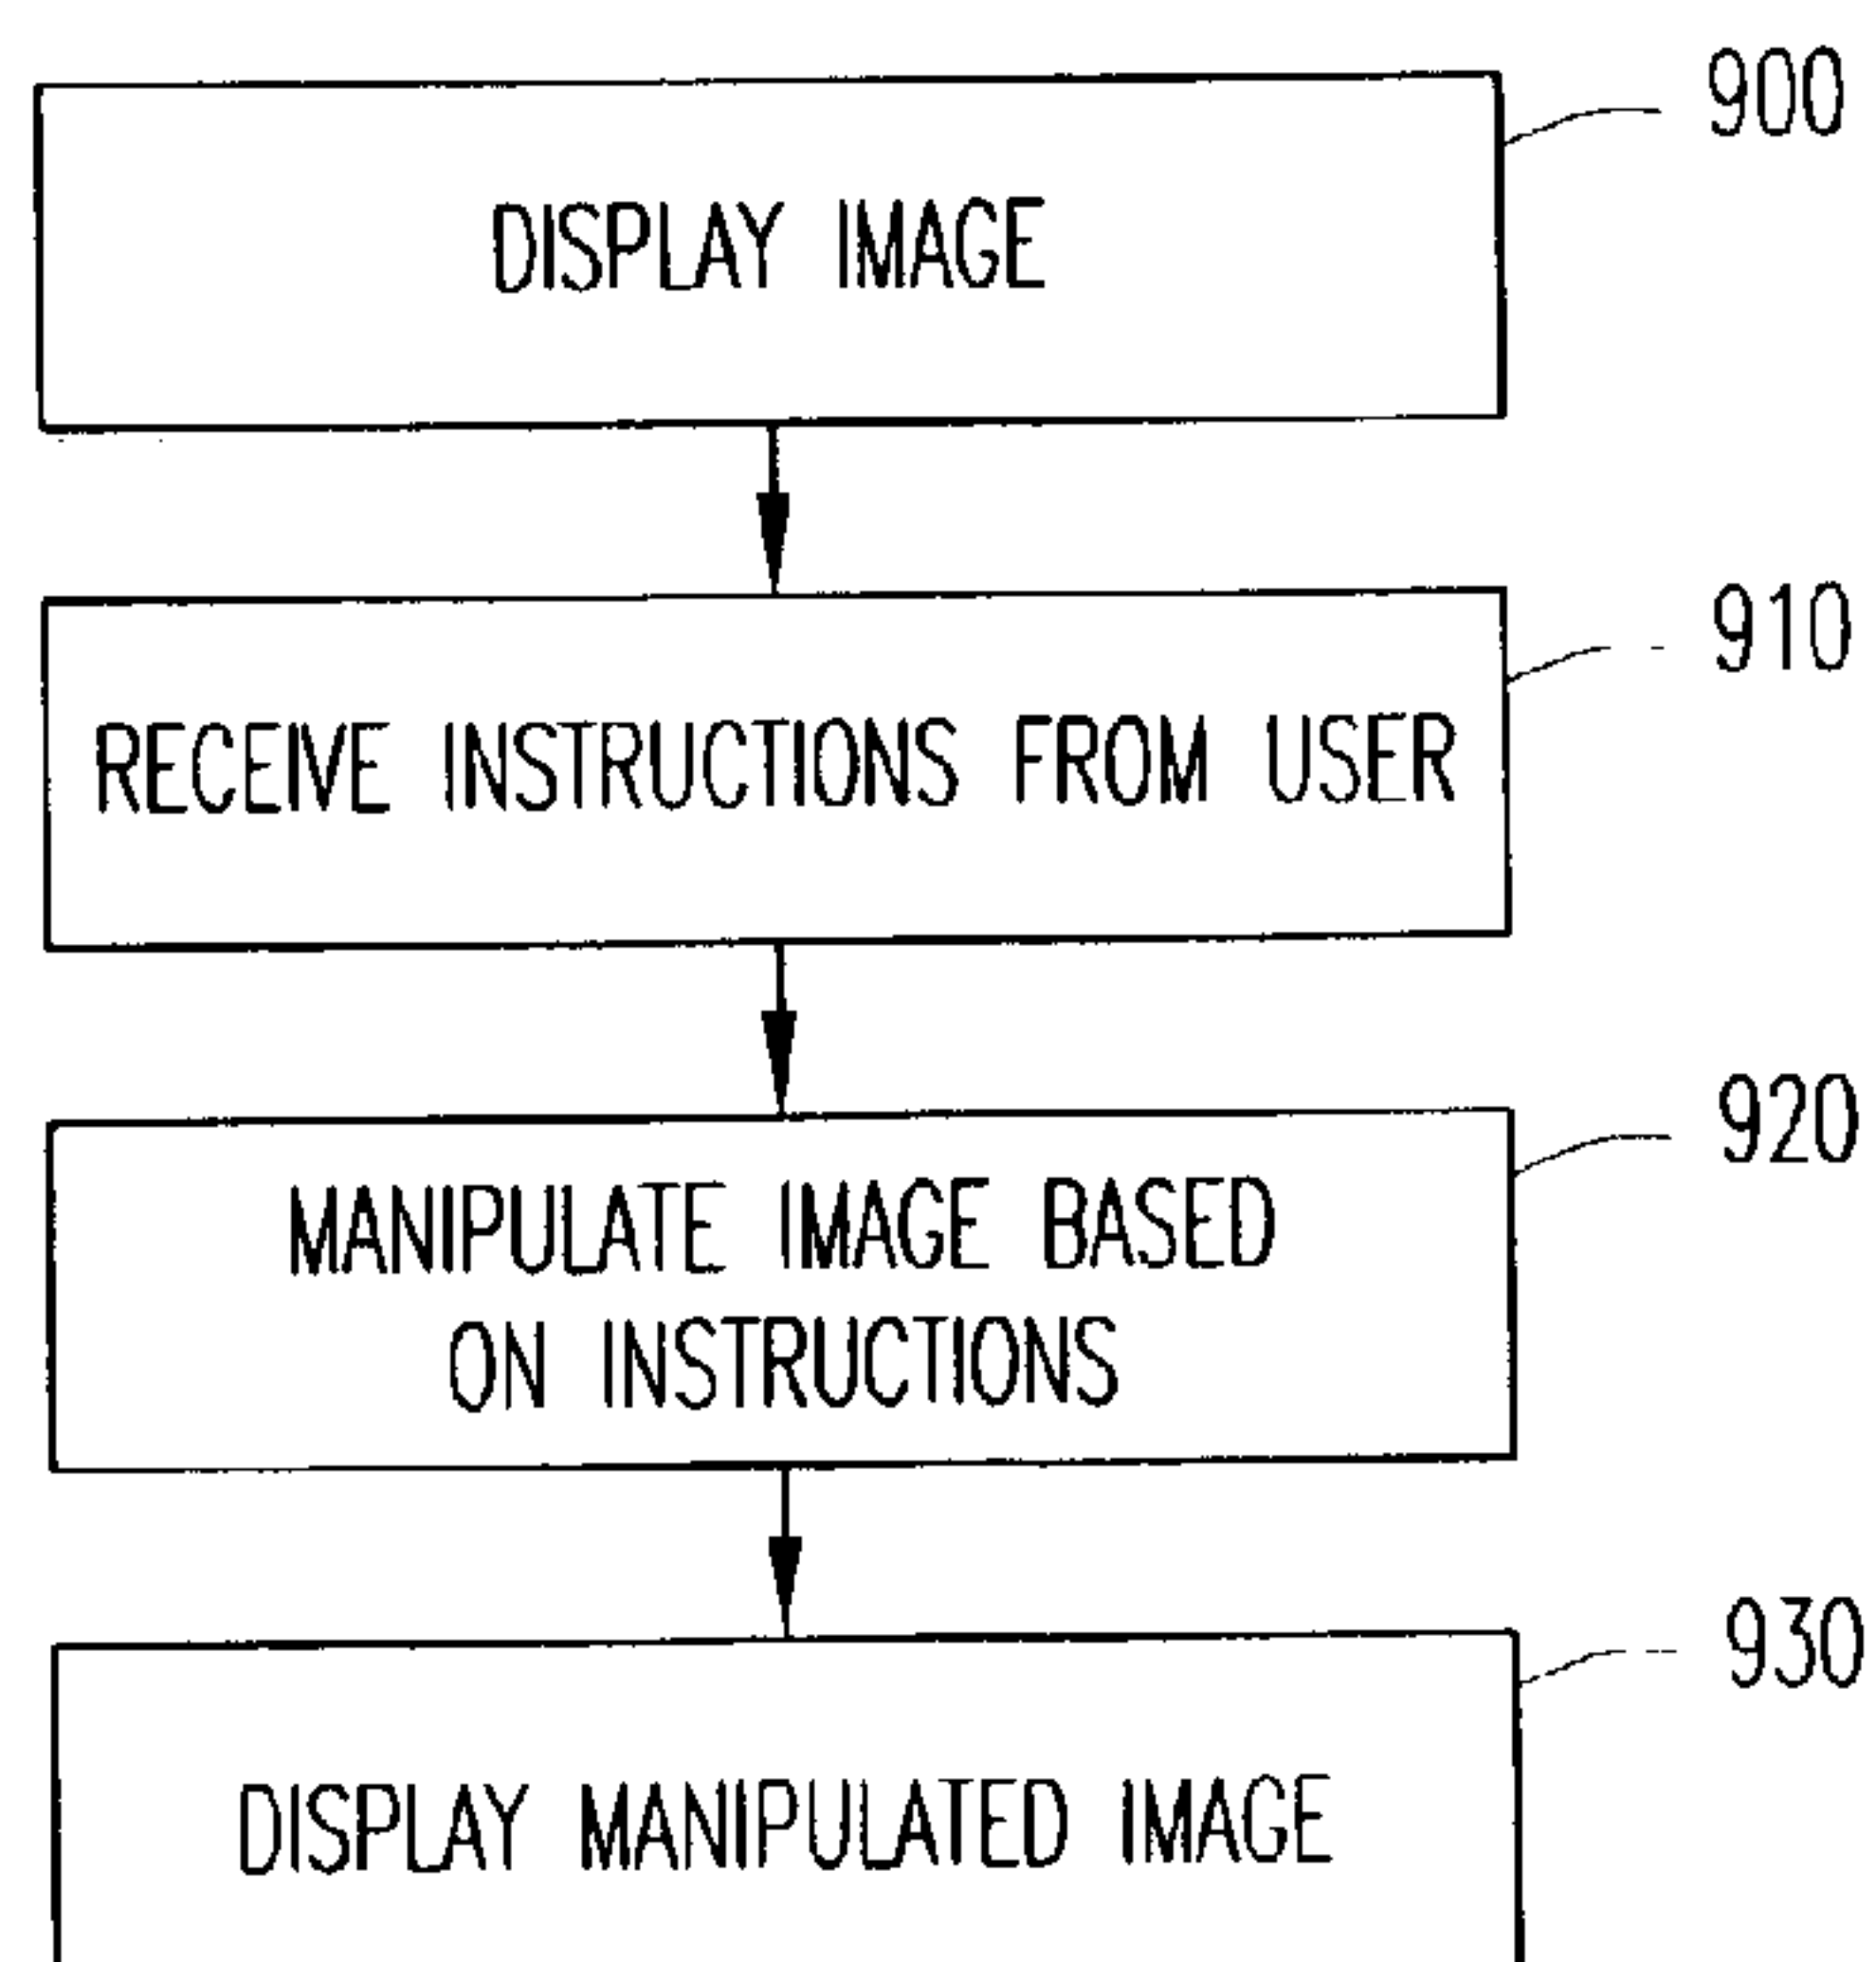 900
DISPLAY IMAGE
910
RECEIVE INSTRUCTIONS FROM USER
920
MANIPULATE IMAGE BASED
ON INSTRUCTIONS
930
DISPLAY MANIPULATED IMAGE